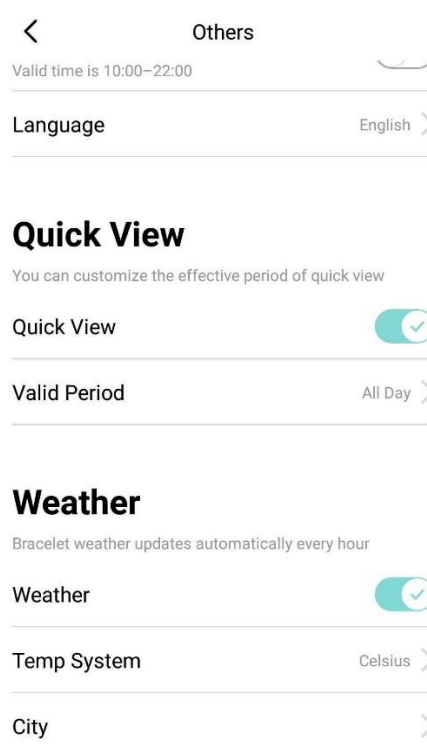 Others
Valid time is 10:00–22:00
Language English
Quick View
You can customize the effective period of quick view
Quick View
Valid Period All Day
Weather
Bracelet weather updates automatically every hour
Weather
Temp System Celsius
City